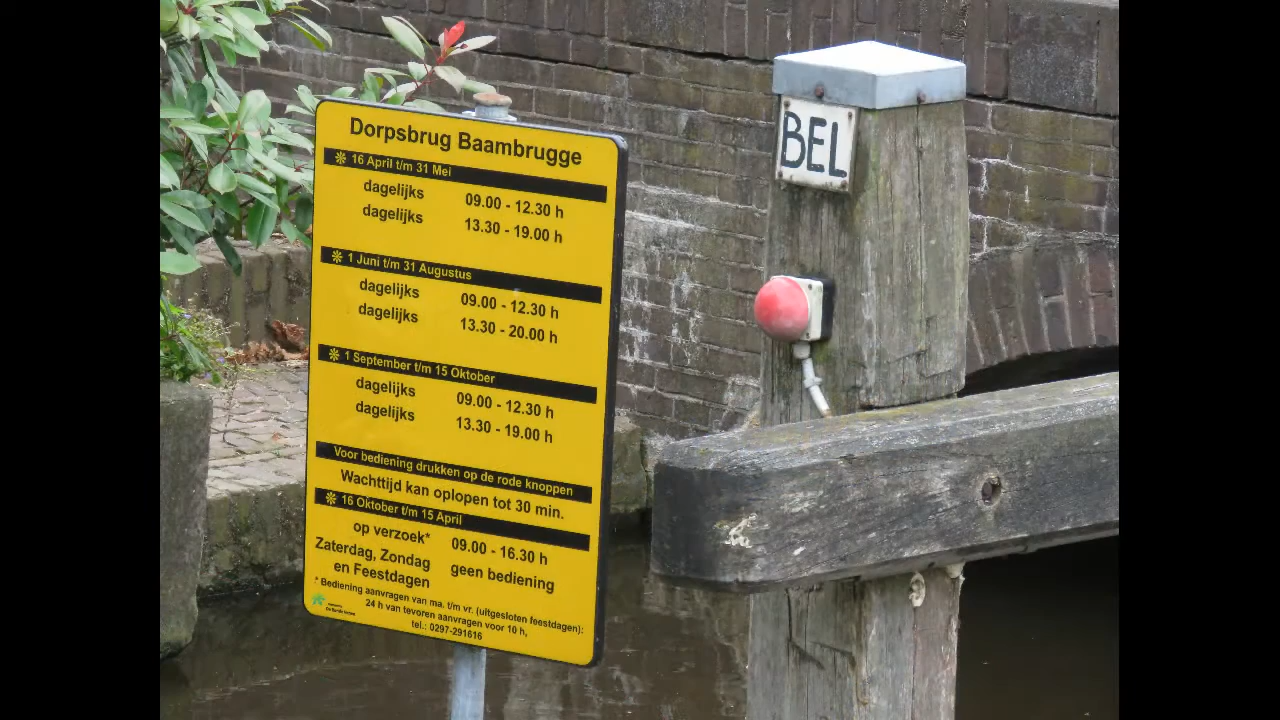 Dorpsbrug Baambrugge
16 April t/m 31 Mei
dagelijks 09.00 - 12.30 h
dagelijks 13.30 - 19.00 h
1 Juni t/m 31 Augustus
dagelijks 09.00 - 12.30 h
dagelijks 13.30 - 20.00 h
1 September t/m 15 Oktober
dagelijks 09.00 - 12.30 h
dagelijks 13.30 - 19.00 h
Voor bediening drukken op de rode knoppen
Wachttijd kan oplopen tot 30 min.
16 Oktober t/m 15 April
op verzoek* 09.00 - 16.30 h
Zaterdag, Zondag
en Feestdagen geen bediening
* Bediening aanvragen van ma. t/m vr. (uitgesloten feestdagen):
24 h van tevoren aanvragen voor 10 h,
tel.: 0297-291616
BEL